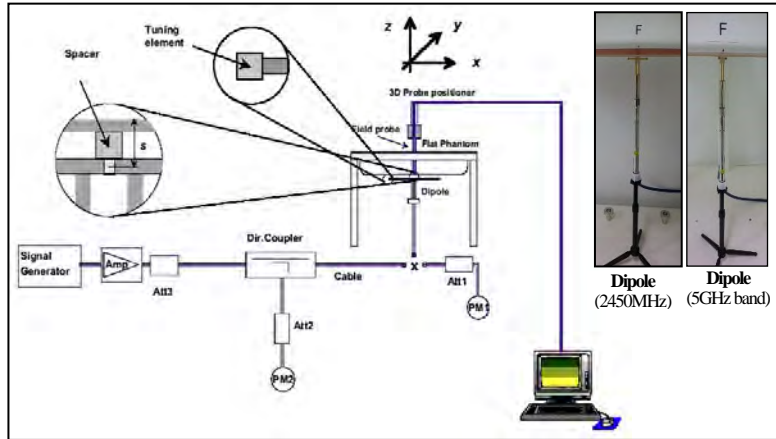 Tuning
element
Spacer
s
z
y
x
3D Probe positioner
Field probe
Flat Phantom
Dipole
Signal
Generator
Amp
Att3
Dir.Coupler
Cable
x
Att1
PM1
Att2
PM2
F
F
Dipole
(2450MHz)
Dipole
(5GHz band)